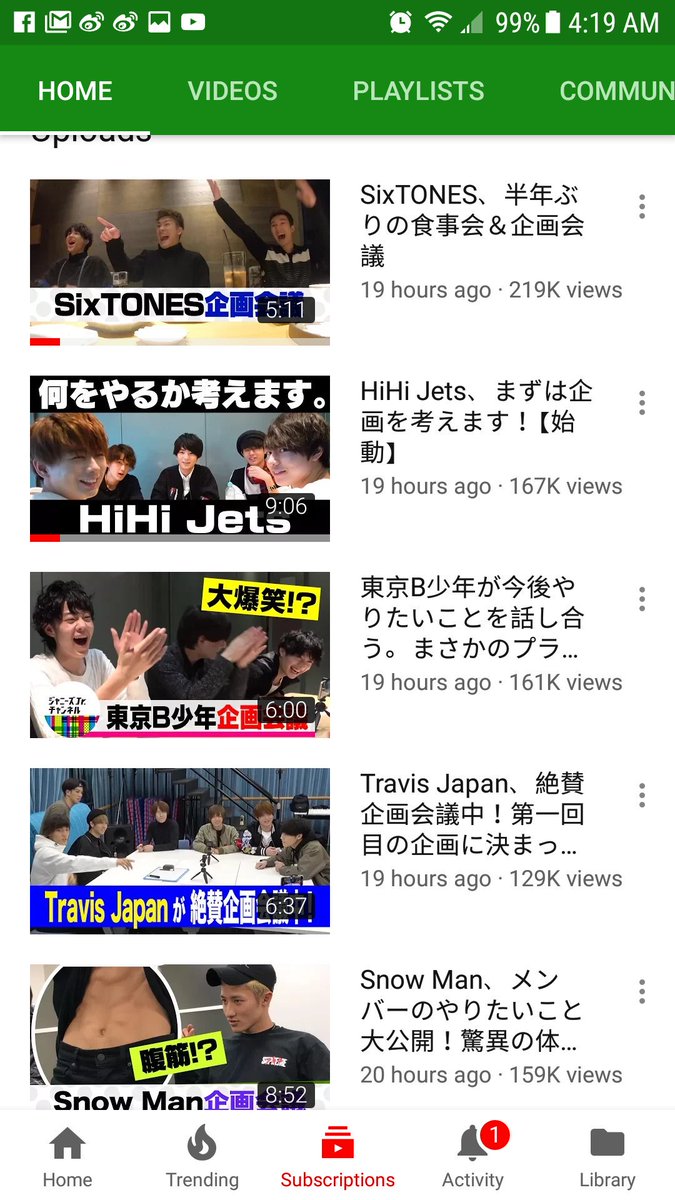 99% 4:19 AM
HOME VIDEOS PLAYLISTS COMMUN
Uploads
SixTONES企画会議
5:11
SixTONES、半年ぶ
りの食事会＆企画会
議
19 hours ago · 219K views
何をやるか考えます。
9:06
HiHi Jets
HiHi Jets、まずは企
画を考えます！【始
動】
19 hours ago · 167K views
大爆笑!?
ジャニーズJr.
チャンネル
東京B少年企画会議
6:00
東京B少年が今後や
りたいことを話し合
う。まさかのプラ...
19 hours ago · 161K views
Travis Japanが絶賛企画会議中!
6:37
Travis Japan、絶賛
企画会議中！第一回
目の企画に決まっ...
19 hours ago · 129K views
腹筋!?
Snow Man企画会議
8:52
Snow Man、メン
バーのやりたいこと
大公開！驚異の体...
20 hours ago · 159K views
1
Home Trending Subscriptions Activity Library